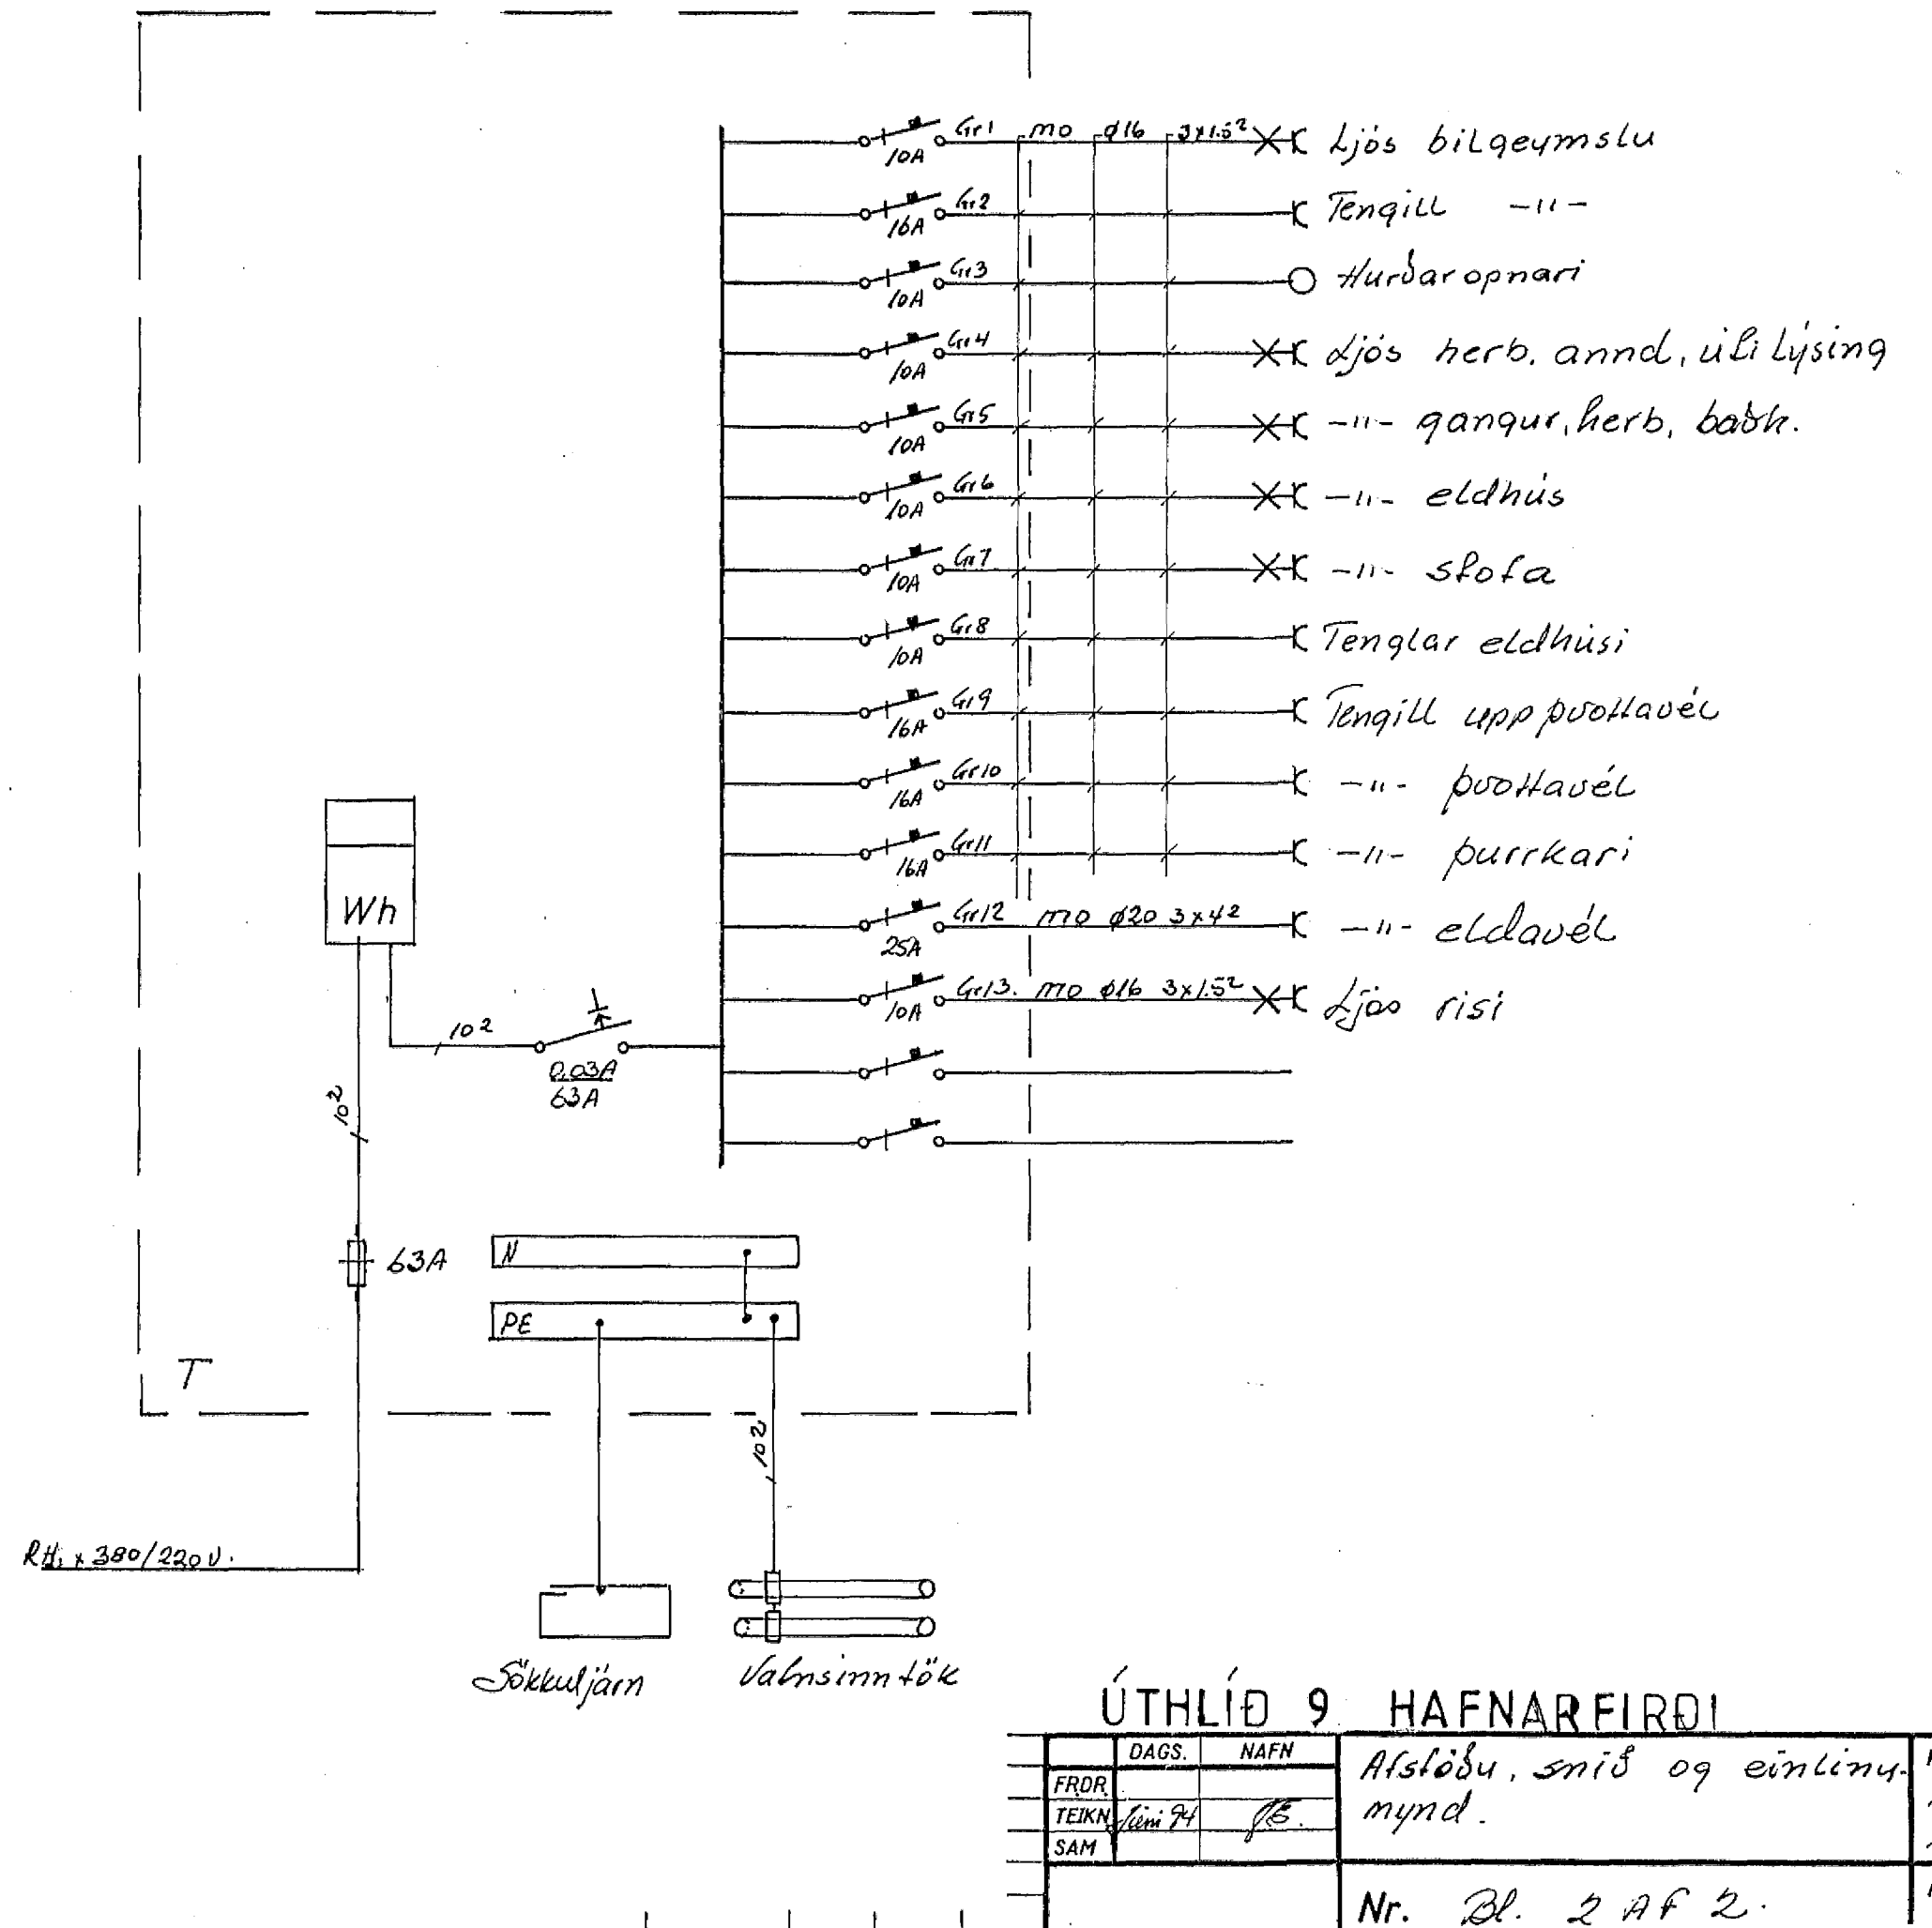 Gr1 mo ø16 3x1.5² Ljós bilgeymslu
10A
Gr2 Tengill -11-
16A
Gr3 Hurðaropnari
10A
Gr4 Ljós herb. annd, úti lýsing
10A
Gr5 -11- gangur, herb, baðh.
10A
Gr6 -11- eldhús
10A
Gr7 -11- stofa
10A
Gr8 Tenglar eldhúsi
10A
Gr9 Tengill uppþvottavél
16A
Gr10 -11- þvottavél
16A
Gr11 -11- þurrkari
16A
Wh
Gr12 mo ø20 3x4² -11- eldavél
25A
Gr13. mo ø16 3x1.5² Ljós risi
10A
10²
0,03A
63A
10²
63A
N
PE
T
10²
x 380/220V.
Sökkuljárn Vatnsinntök
ÚTHLÍÐ 9 HAFNARFIRÐI
DAGS. NAFN Afstöðu, snið og einlinu-
FRDR.
TEIKN Júni 94 mynd.
SAM
Nr. Bl. 2 AF 2.